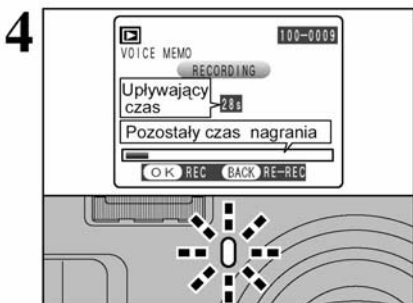 4
100-0009
VOICE MEMO
RECORDING
Upływający
czas
28s
Pozostały czas nagrania
OK REC BACK RE-REC